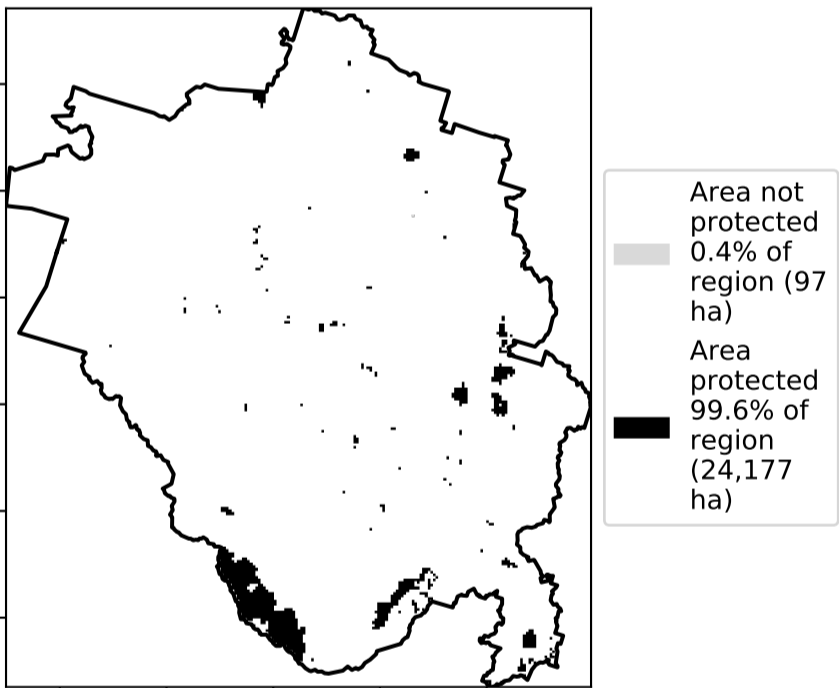 Area not
protected
0.4% of
region (97
ha)
Area
protected
99.6% of
region
(24,177
ha)